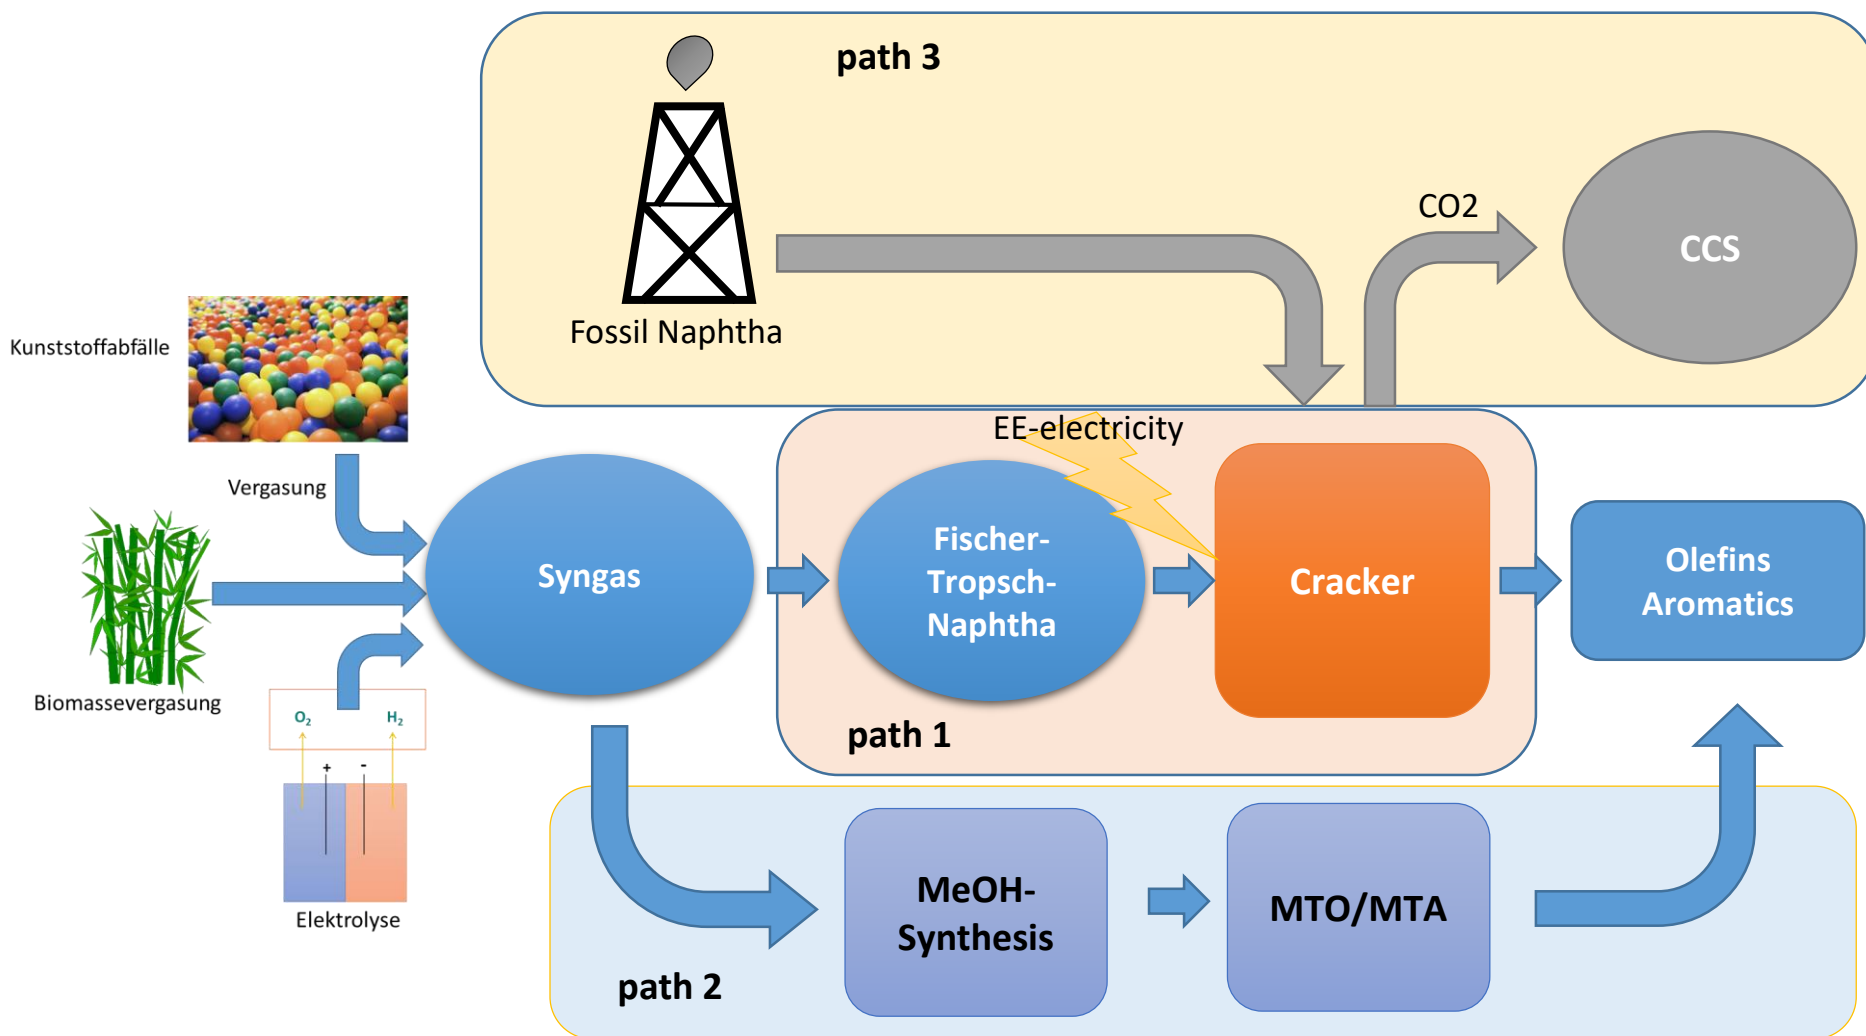 path 3
CO2
CCS
Fossil Naphtha
Kunststoffabfälle
Vergasung
EE-electricity
Syngas
Fischer-
Tropsch-
Naphtha
Cracker
Olefins
Aromatics
Biomassevergasung
O₂
H₂
+
-
Elektrolyse
path 1
MeOH-
Synthesis
MTO/MTA
path 2